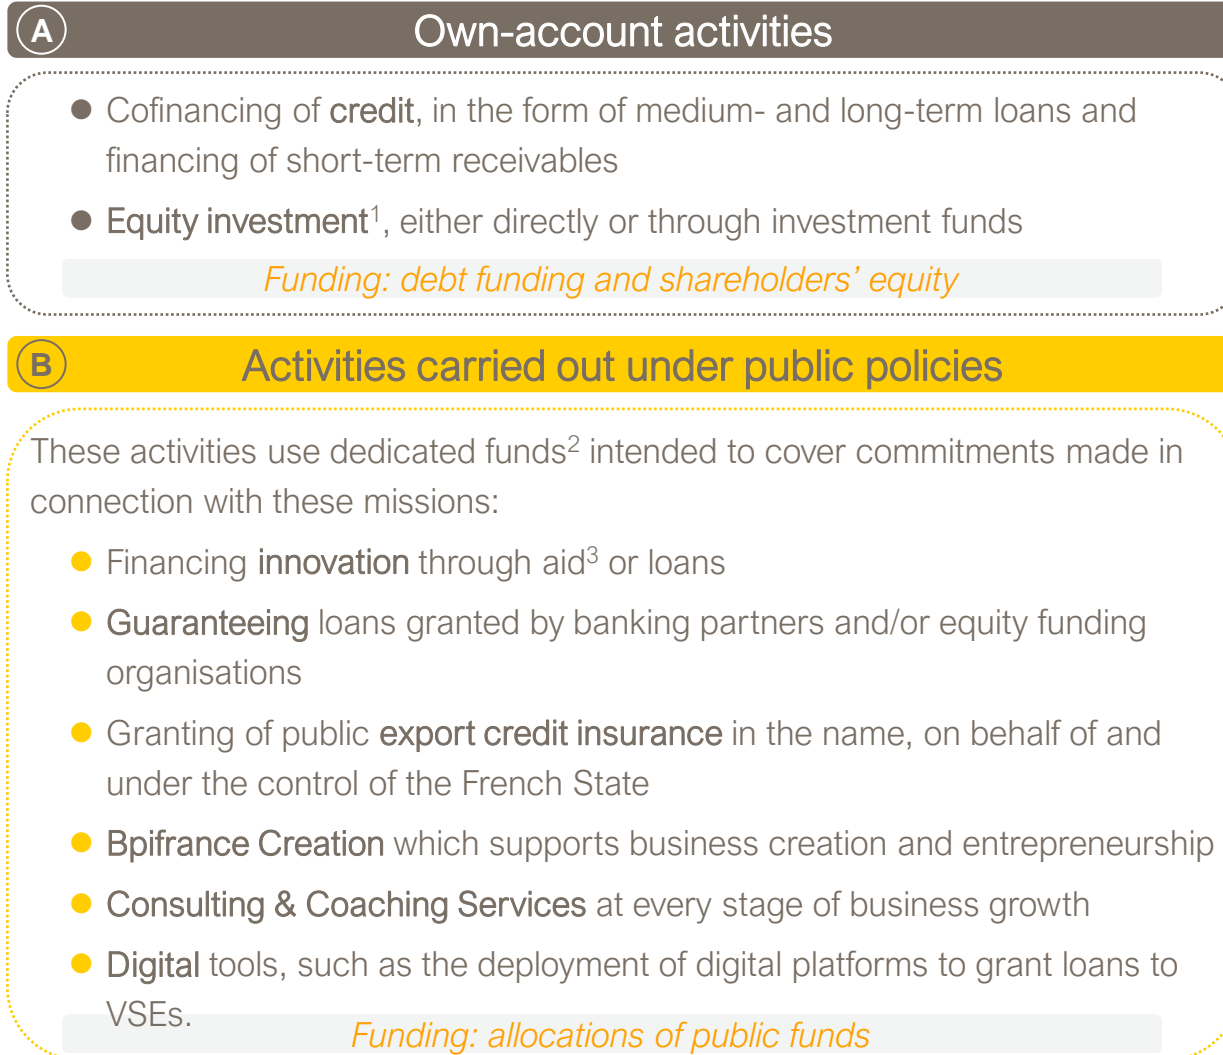 A Own-account activities
● Cofinancing of credit, in the form of medium- and long-term loans and
financing of short-term receivables
● Equity investment¹, either directly or through investment funds
Funding: debt funding and shareholders' equity
B Activities carried out under public policies
These activities use dedicated funds² intended to cover commitments made in
connection with these missions:
● Financing innovation through aid³ or loans
● Guaranteeing loans granted by banking partners and/or equity funding
organisations
● Granting of public export credit insurance in the name, on behalf of and
under the control of the French State
● Bpifrance Creation which supports business creation and entrepreneurship
● Consulting & Coaching Services at every stage of business growth
● Digital tools, such as the deployment of digital platforms to grant loans to
VSEs.
Funding: allocations of public funds